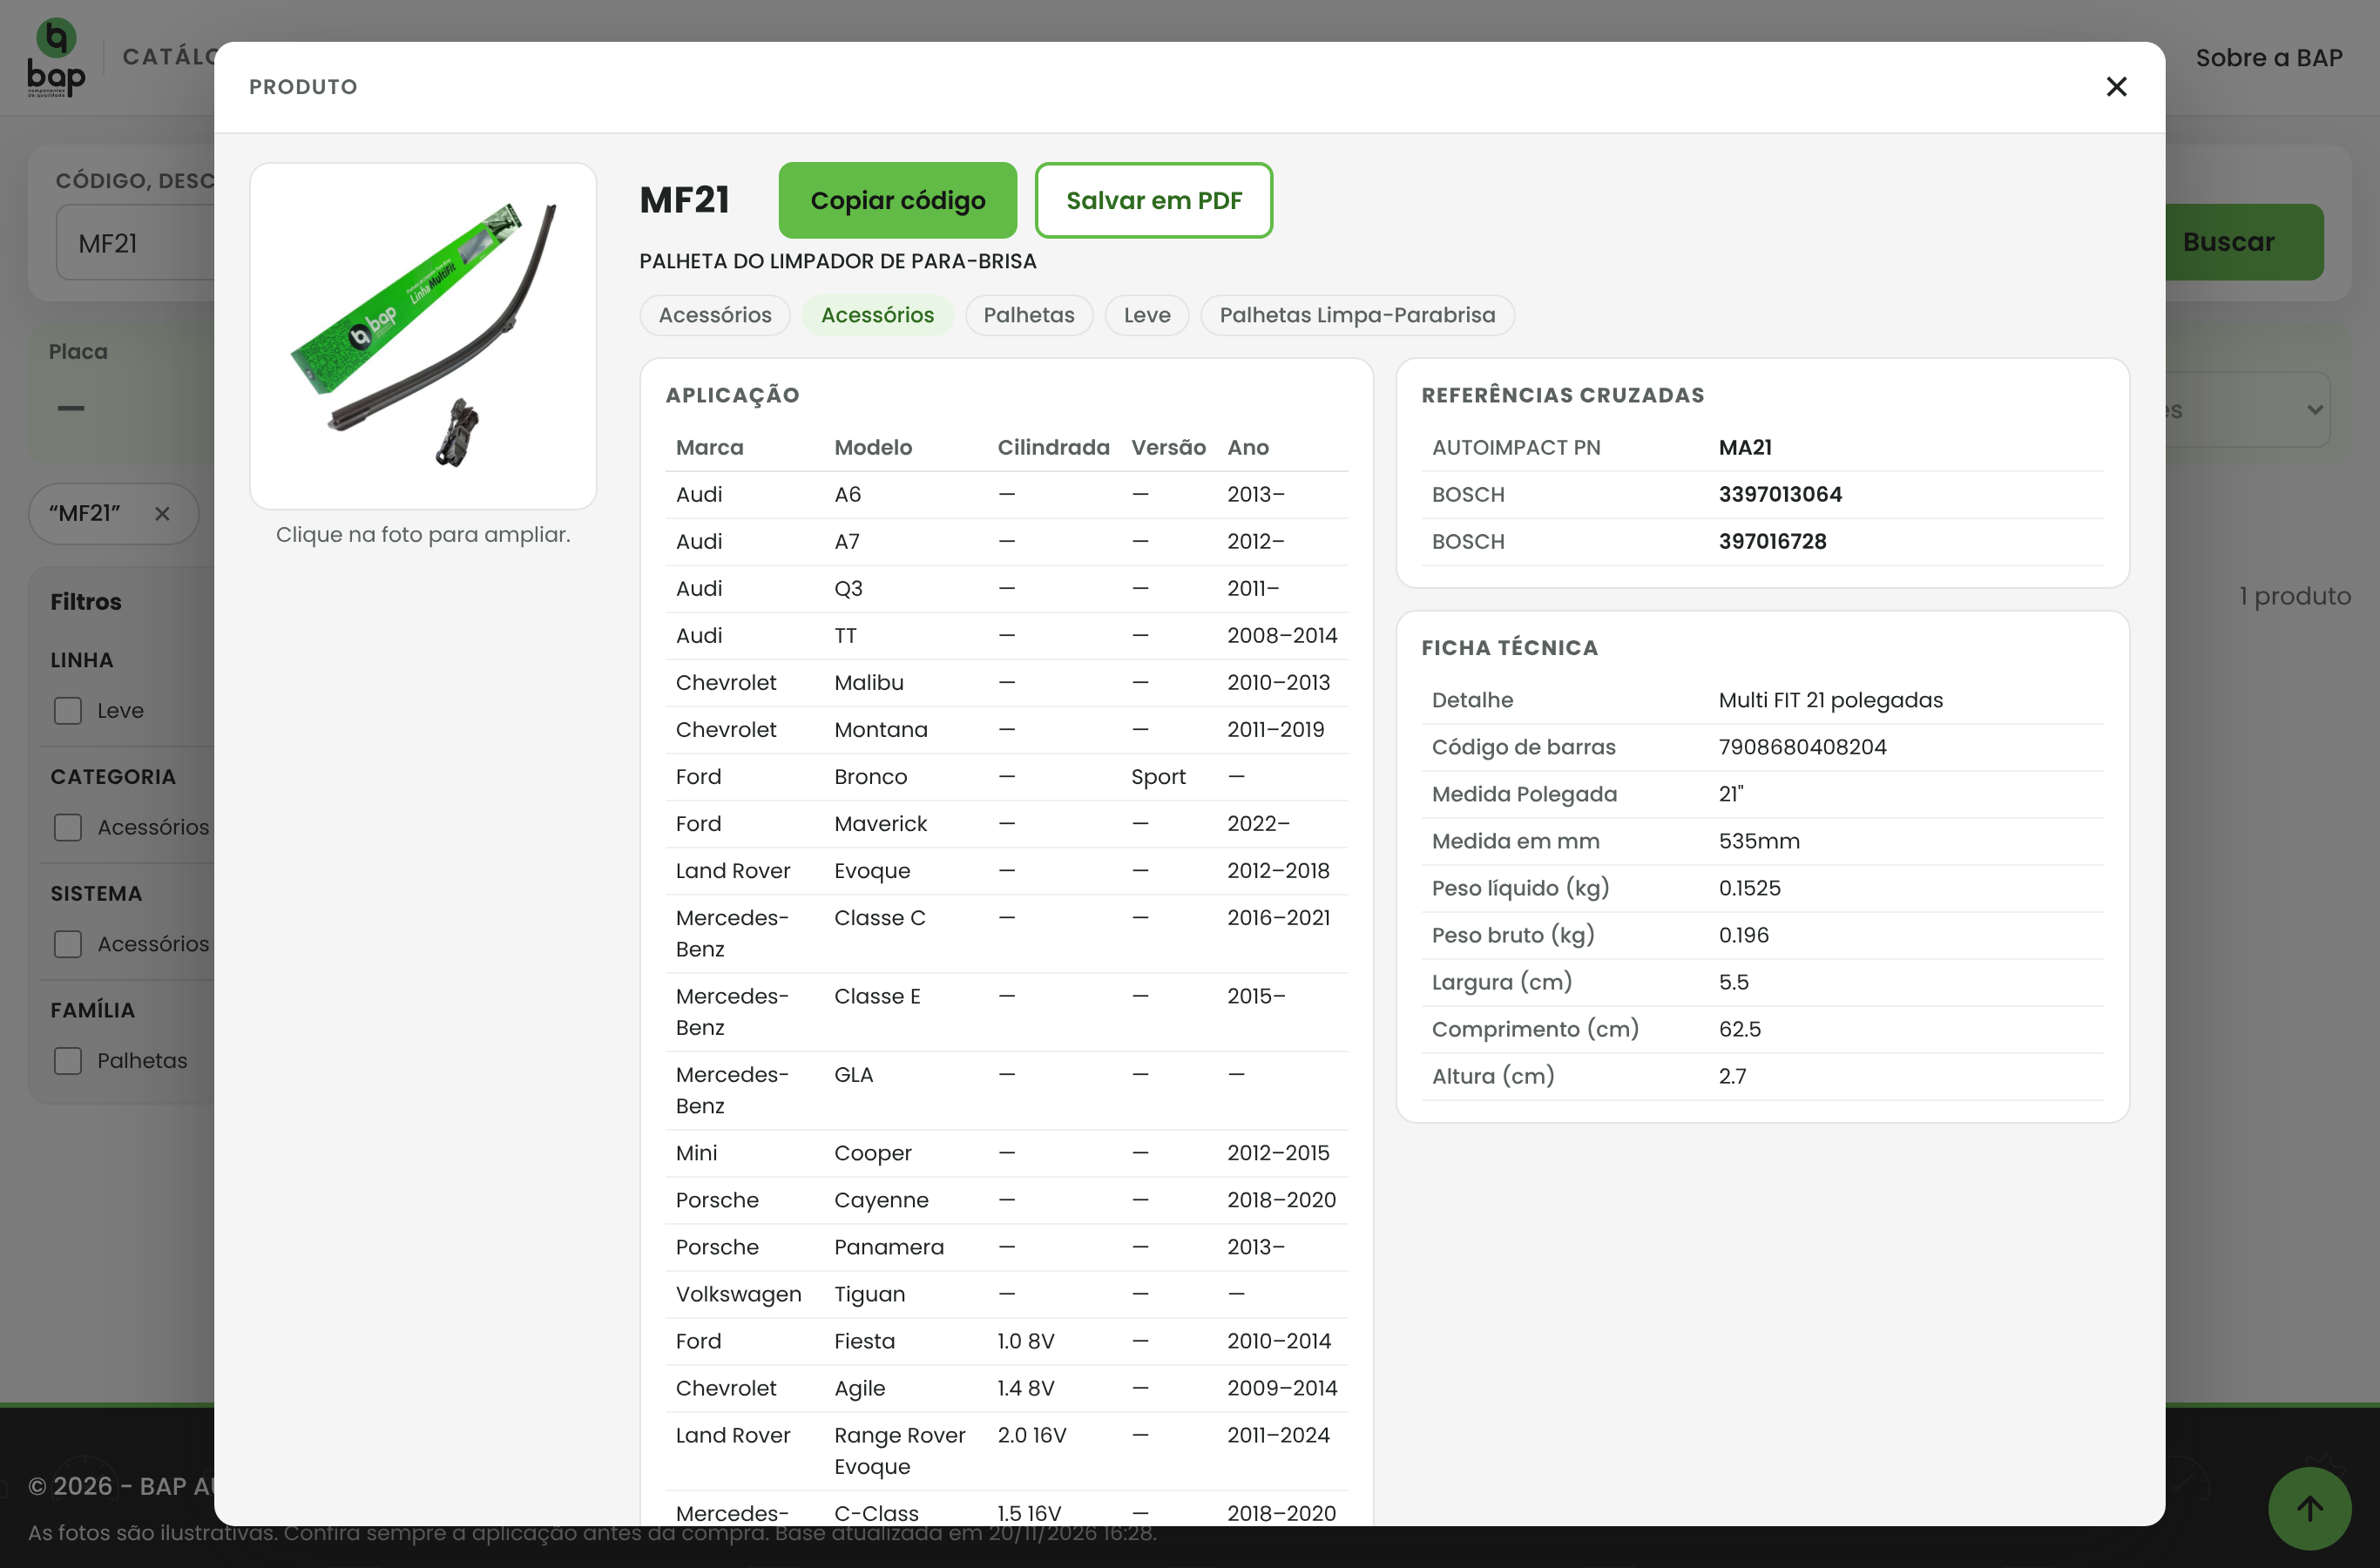 bap
CATÁLO
Sobre a BAP
PRODUTO
CÓDIGO, DESC
MF21
Buscar
Placa
—
es
“MF21”
Filtros
LINHA
Leve
CATEGORIA
Acessórios
SISTEMA
Acessórios
FAMÍLIA
Palhetas
1 produto
Linha MultiFit
bap
Clique na foto para ampliar.
MF21
Copiar código
Salvar em PDF
PALHETA DO LIMPADOR DE PARA-BRISA
Acessórios Acessórios Palhetas Leve Palhetas Limpa-Parabrisa
APLICAÇÃO
Marca Modelo Cilindrada Versão Ano
Audi A6 — — 2013–
Audi A7 — — 2012–
Audi Q3 — — 2011–
Audi TT — — 2008–2014
Chevrolet Malibu — — 2010–2013
Chevrolet Montana — — 2011–2019
Ford Bronco — Sport —
Ford Maverick — — 2022–
Land Rover Evoque — — 2012–2018
Mercedes- Classe C — — 2016–2021
Benz
Mercedes- Classe E — — 2015–
Benz
Mercedes- GLA — — —
Benz
Mini Cooper — — 2012–2015
Porsche Cayenne — — 2018–2020
Porsche Panamera — — 2013–
Volkswagen Tiguan — — —
Ford Fiesta 1.0 8V — 2010–2014
Chevrolet Agile 1.4 8V — 2009–2014
Land Rover Range Rover 2.0 16V — 2011–2024
Evoque
Mercedes- C-Class 1.5 16V — 2018–2020
REFERÊNCIAS CRUZADAS
AUTOIMPACT PN MA21
BOSCH 3397013064
BOSCH 397016728
FICHA TÉCNICA
Detalhe Multi FIT 21 polegadas
Código de barras 7908680408204
Medida Polegada 21"
Medida em mm 535mm
Peso líquido (kg) 0.1525
Peso bruto (kg) 0.196
Largura (cm) 5.5
Comprimento (cm) 62.5
Altura (cm) 2.7
© 2026 - BAP AU
As fotos são ilustrativas. Confira sempre a aplicação antes da compra. Base atualizada em 20/11/2026 16:28.